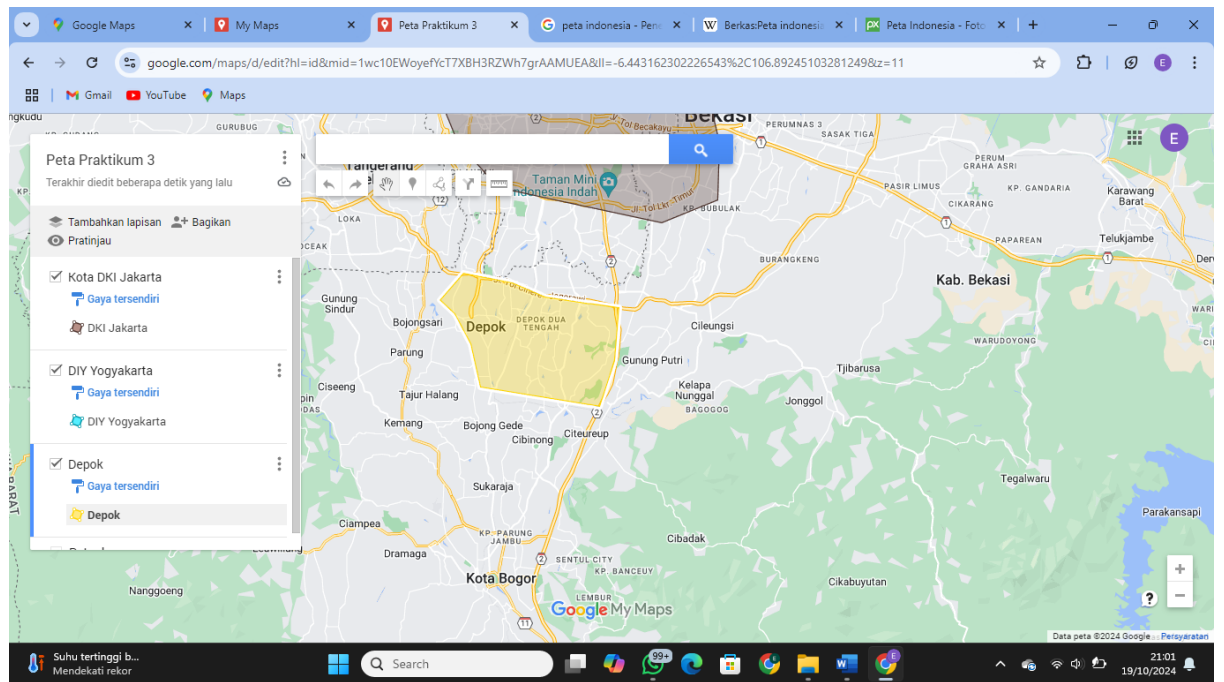 Google Maps
My Maps
Peta Praktikum 3
peta indonesia - Penc
Berkas:Peta indonesia
Peta Indonesia - Foto
google.com/maps/d/edit?hl=id&mid=1wc10EWoyefYcT7XBH3RZWh7grAAMUEA&ll=-6.443162302226543%2C106.89245103281249&z=11
E
Gmail
YouTube
Maps
Peta Praktikum 3
Terakhir diedit beberapa detik yang lalu
Tambahkan lapisan
Bagikan
Pratinjau
Kota DKI Jakarta
Gaya tersendiri
DKI Jakarta
DIY Yogyakarta
Gaya tersendiri
DIY Yogyakarta
Depok
Gaya tersendiri
Depok
E
GURUBUG
Bekasi
Tol Becakayu
PERUMNAS 3
SASAK TIGA
PERUM
GRAHA ASRI
PASIR LIMUS
KP. GANDARIA
Karawang
Barat
CIKARANG
Taman Mini
Indonesia Indah
Jl. Tol Lkr. Timur
KP. BUBULAK
LOKA
PAPAREAN
Telukjambe
BURANGKENG
Kab. Bekasi
Gunung
Sindur
Bojongsari
Depok
DEPOK DUA
TENGAH
Cileungsi
WARUDOYONG
Parung
Gunung Putri
Tjibarusa
Ciseeng
Tajur Halang
Kelapa
Nunggal
BAGOGOG
Jonggol
Kemang
Bojong Gede
Cibinong
Citeureup
Sukaraja
Tegalwaru
Parakansapi
Ciampea
KP. PARUNG
JAMBU
Cibadak
Dramaga
SENTUL CITY
KP. BANCEUY
Cikabuyutan
Kota Bogor
Nanggoeng
LEMBUR
Google My Maps
Data peta ©2024 Google
Persyaratan
Suhu tertinggi b...
Mendekati rekor
Search
99+
21:01
19/10/2024